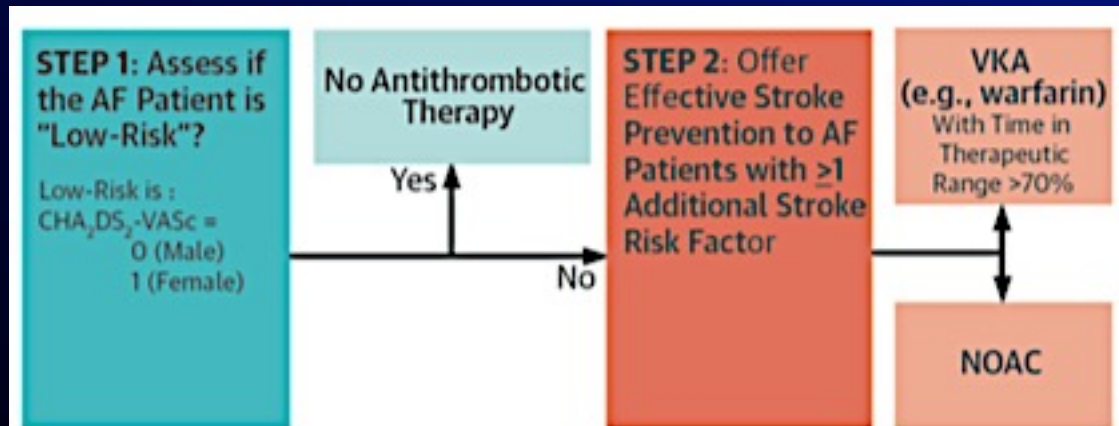 STEP 1: Assess if
the AF Patient is
"Low-Risk"?
Low-Risk is :
CHA₂DS₂-VASc =
0 (Male)
1 (Female)
No Antithrombotic
Therapy
Yes
No
STEP 2: Offer
Effective Stroke
Prevention to AF
Patients with ≥1
Additional Stroke
Risk Factor
VKA
(e.g., warfarin)
With Time in
Therapeutic
Range >70%
NOAC